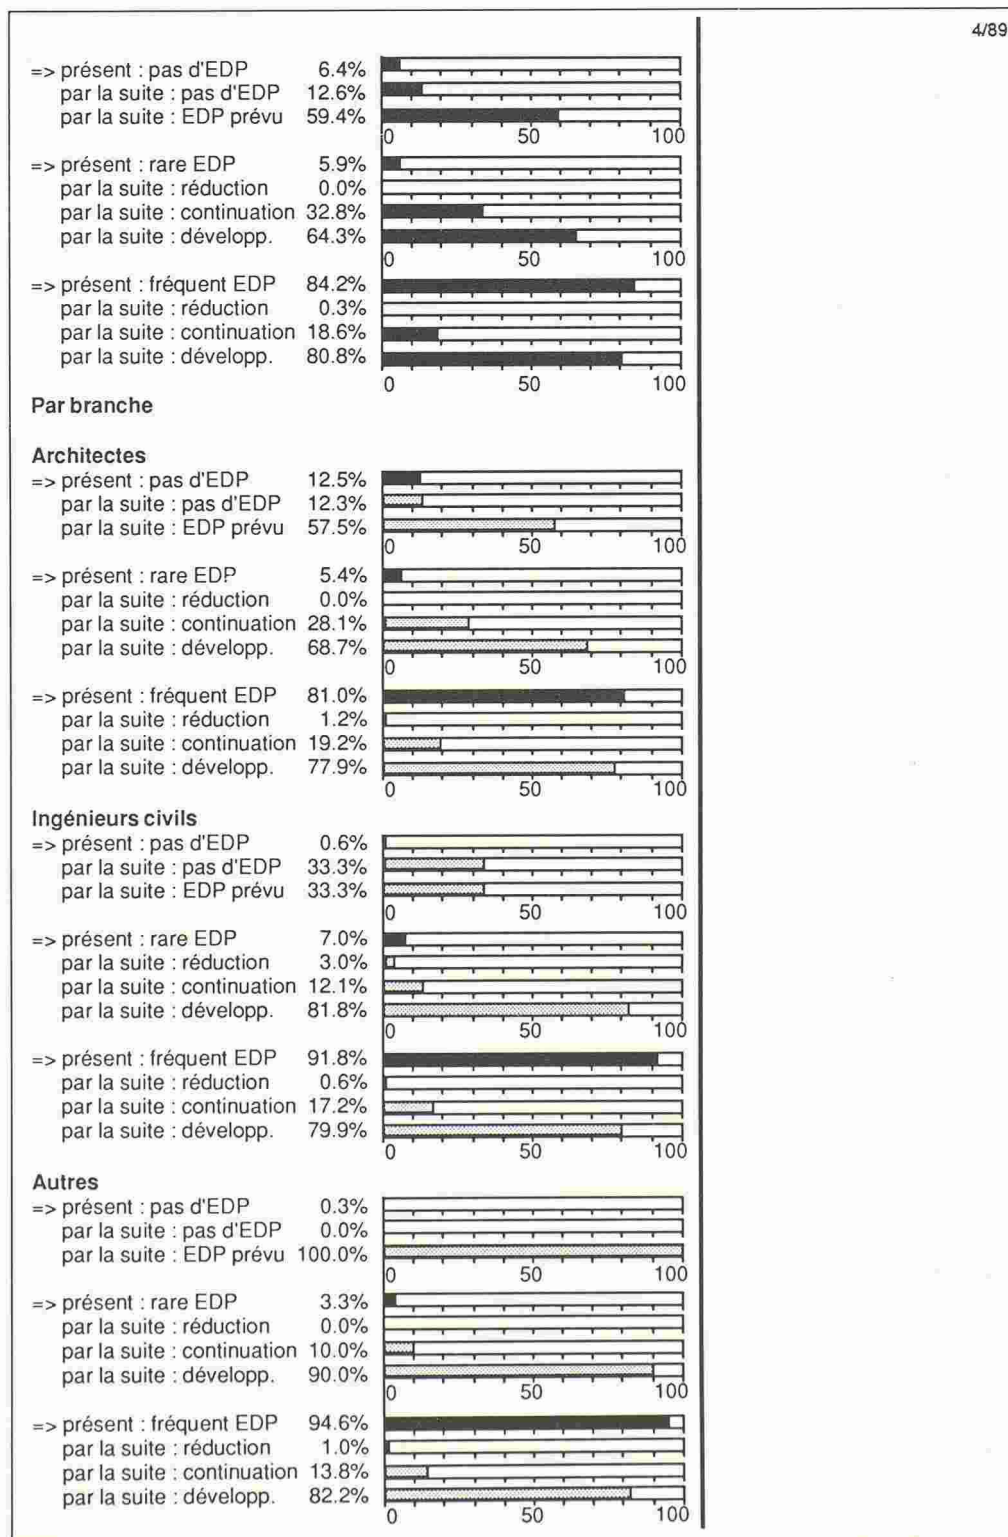 4/89
=> présent : pas d'EDP 6.4%
par la suite : pas d'EDP 12.6%
par la suite : EDP prévu 59.4%
0 50 100
=> présent : rare EDP 5.9%
par la suite : réduction 0.0%
par la suite : continuation 32.8%
par la suite : développ. 64.3%
0 50 100
=> présent : fréquent EDP 84.2%
par la suite : réduction 0.3%
par la suite : continuation 18.6%
par la suite : développ. 80.8%
0 50 100
Par branche
Architectes
=> présent : pas d'EDP 12.5%
par la suite : pas d'EDP 12.3%
par la suite : EDP prévu 57.5%
0 50 100
=> présent : rare EDP 5.4%
par la suite : réduction 0.0%
par la suite : continuation 28.1%
par la suite : développ. 68.7%
0 50 100
=> présent : fréquent EDP 81.0%
par la suite : réduction 1.2%
par la suite : continuation 19.2%
par la suite : développ. 77.9%
0 50 100
Ingénieurs civils
=> présent : pas d'EDP 0.6%
par la suite : pas d'EDP 33.3%
par la suite : EDP prévu 33.3%
0 50 100
=> présent : rare EDP 7.0%
par la suite : réduction 3.0%
par la suite : continuation 12.1%
par la suite : développ. 81.8%
0 50 100
=> présent : fréquent EDP 91.8%
par la suite : réduction 0.6%
par la suite : continuation 17.2%
par la suite : développ. 79.9%
0 50 100
Autres
=> présent : pas d'EDP 0.3%
par la suite : pas d'EDP 0.0%
par la suite : EDP prévu 100.0%
0 50 100
=> présent : rare EDP 3.3%
par la suite : réduction 0.0%
par la suite : continuation 10.0%
par la suite : développ. 90.0%
0 50 100
=> présent : fréquent EDP 94.6%
par la suite : réduction 1.0%
par la suite : continuation 13.8%
par la suite : développ. 82.2%
0 50 100